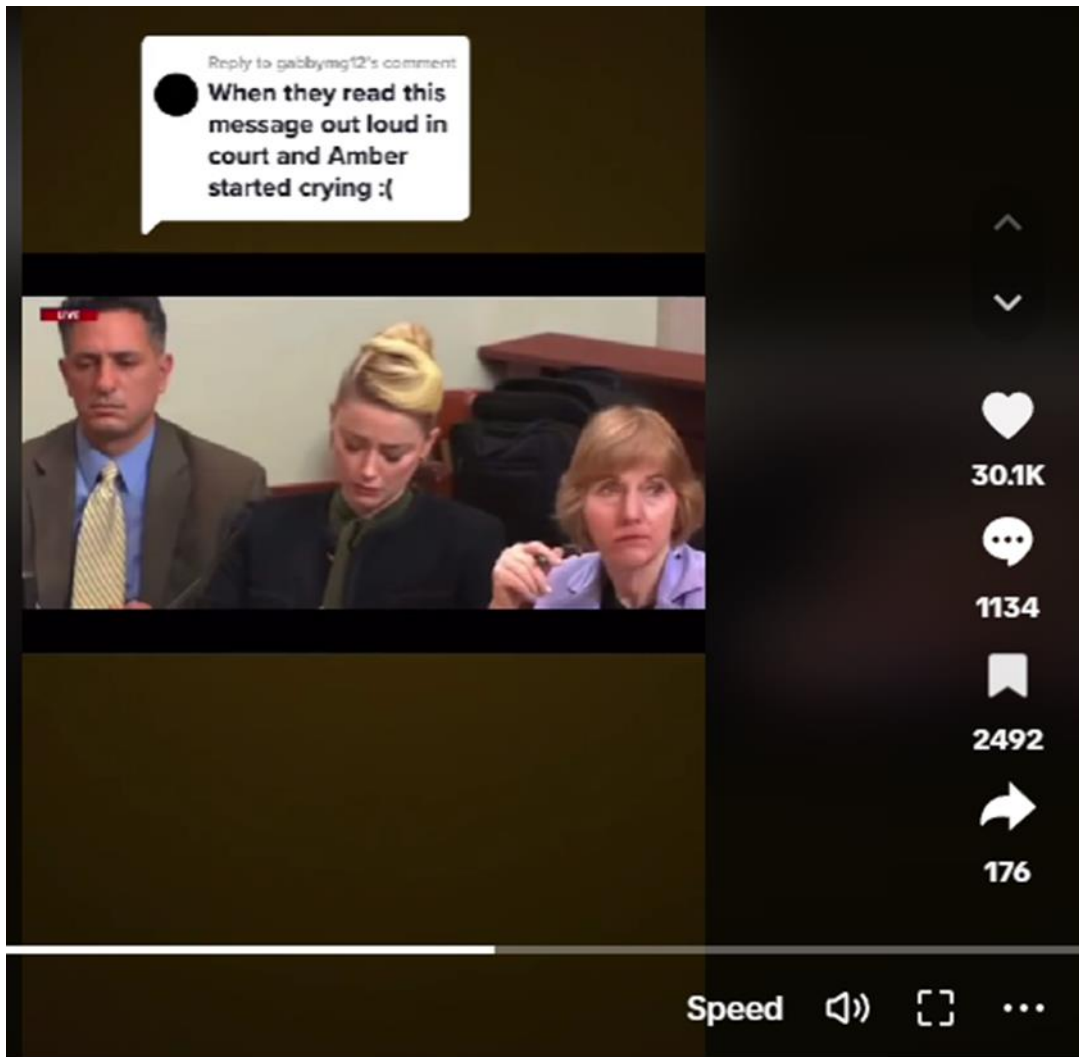 Reply to gabbymg12's comment
When they read this
message out loud in
court and Amber
started crying :(
LIVE
30.1K
1134
2492
176
Speed